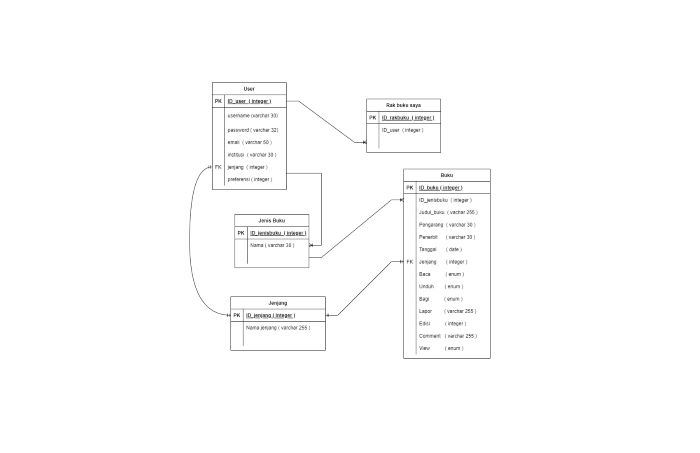 User
PK ID_user ( integer )
username (varchar 30)
password ( varchar 32)
email ( varchar 50 )
institusi ( varchar 30 )
FK jenjang ( integer )
preferensi ( integer )
Rak buku saya
PK ID_rakbuku ( integer )
ID_user ( integer )
Jenis Buku
PK ID_jenisbuku ( integer )
Nama ( varchar 30 )
Jenjang
PK ID_jenjang ( integer )
Nama jenjang ( varchar 255 )
Buku
PK ID_buku ( integer )
ID_jenisbuku ( integer )
Judul_buku ( varchar 255 )
Pengarang ( varchar 30 )
Penerbit ( varchar 30 )
Tanggal ( date )
FK Jenjang ( integer )
Baca ( enum )
Unduh ( enum )
Bagi ( enum )
Lapor ( varchar 255 )
Edisi ( integer )
Comment ( varchar 255 )
View ( enum )